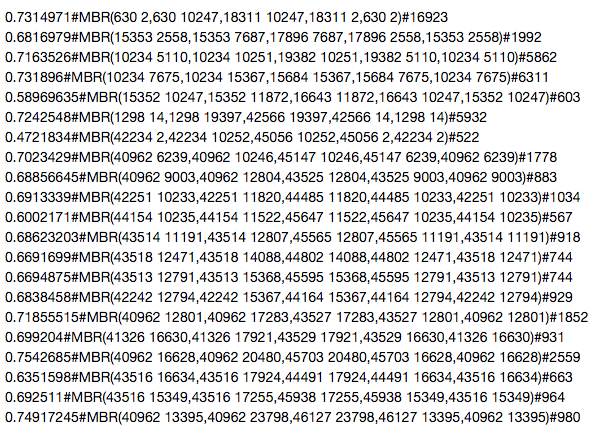 0.7314971#MBR(630 2,630 10247,18311 10247,18311 2,630 2)#16923
0.6816979#MBR(15353 2558,15353 7687,17896 7687,17896 2558,15353 2558)#1992
0.7163526#MBR(10234 5110,10234 10251,19382 10251,19382 5110,10234 5110)#5862
0.731896#MBR(10234 7675,10234 15367,15684 15367,15684 7675,10234 7675)#6311
0.58969635#MBR(15352 10247,15352 11872,16643 11872,16643 10247,15352 10247)#603
0.7242548#MBR(1298 14,1298 19397,42566 19397,42566 14,1298 14)#5932
0.4721834#MBR(42234 2,42234 10252,45056 10252,45056 2,42234 2)#522
0.7023429#MBR(40962 6239,40962 10246,45147 10246,45147 6239,40962 6239)#1778
0.68856645#MBR(40962 9003,40962 12804,43525 12804,43525 9003,40962 9003)#883
0.6913339#MBR(42251 10233,42251 11820,44485 11820,44485 10233,42251 10233)#1034
0.6002171#MBR(44154 10235,44154 11522,45647 11522,45647 10235,44154 10235)#567
0.68623203#MBR(43514 11191,43514 12807,45565 12807,45565 11191,43514 11191)#918
0.6691699#MBR(43518 12471,43518 14088,44802 14088,44802 12471,43518 12471)#744
0.6694875#MBR(43513 12791,43513 15368,45595 15368,45595 12791,43513 12791)#744
0.6838458#MBR(42242 12794,42242 15367,44164 15367,44164 12794,42242 12794)#929
0.71855515#MBR(40962 12801,40962 17283,43527 17283,43527 12801,40962 12801)#1852
0.699204#MBR(41326 16630,41326 17921,43529 17921,43529 16630,41326 16630)#931
0.7542685#MBR(40962 16628,40962 20480,45703 20480,45703 16628,40962 16628)#2559
0.6351598#MBR(43516 16634,43516 17924,44491 17924,44491 16634,43516 16634)#663
0.692511#MBR(43516 15349,43516 17255,45938 17255,45938 15349,43516 15349)#964
0.74917245#MBR(40962 13395,40962 23798,46127 23798,46127 13395,40962 13395)#980